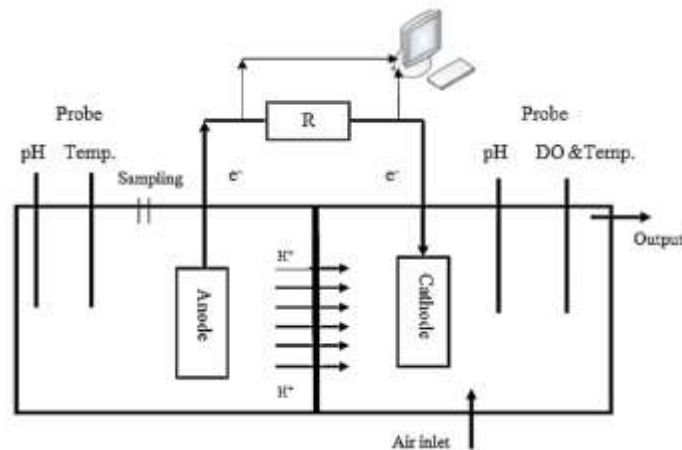 Probe
Probe
R
pH Temp.
pH DO &Temp.
Sampling
e-
e-
Output
H+
Anode
Cathode
H+
Air inlet